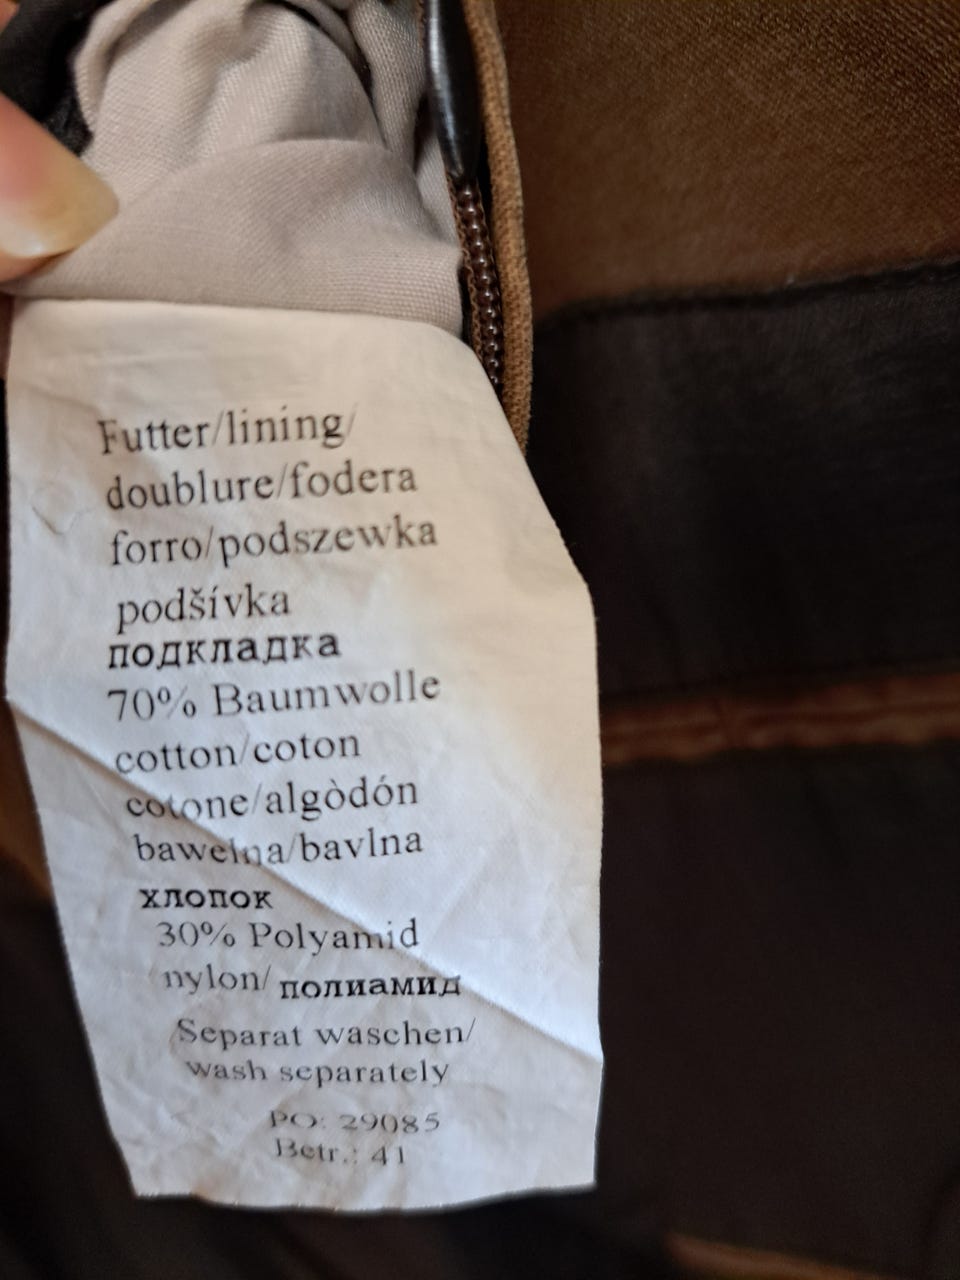 Futter/lining/
doublure/fodera
forro/podszewka
podšívka
подкладка
70% Baumwolle
cotton/coton
cotone/algòdón
bawełna/bavlna
хлопок
30% Polyamid
nylon/ полиамид
Separat waschen/
wash separately
PO: 29085
Betr.: 41